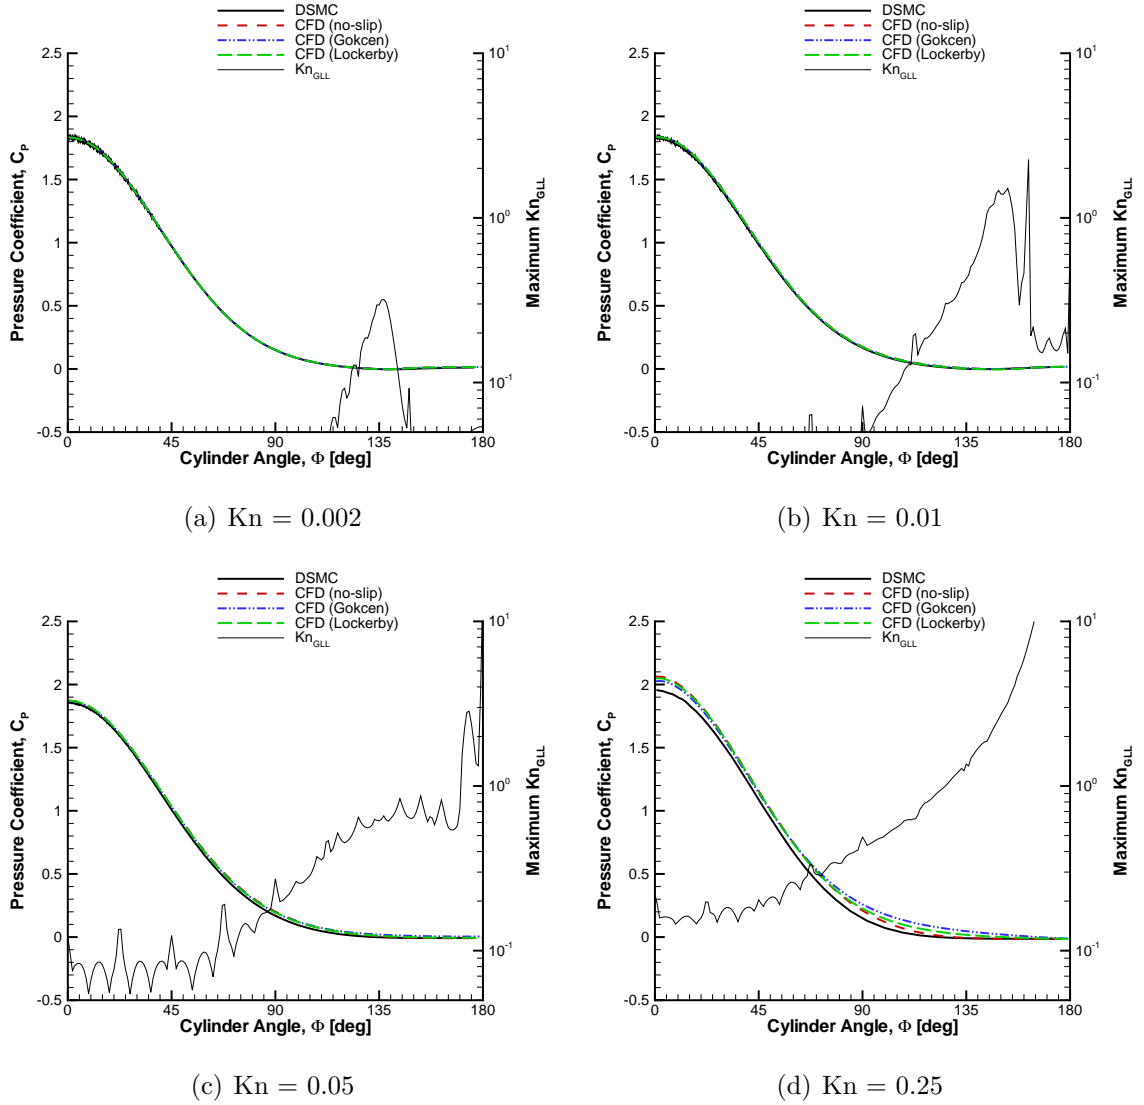 DSMC
CFD (no-slip)
CFD (Gokcen)
CFD (Lockerby)
Kn_GLL
Pressure Coefficient, C_P
2.5
2
1.5
1
0.5
0
-0.5
Maximum Kn_GLL
10^1
10^0
10^-1
0 45 90 135 180
Cylinder Angle, Φ [deg]
(a) Kn = 0.002
DSMC
CFD (no-slip)
CFD (Gokcen)
CFD (Lockerby)
Kn_GLL
Pressure Coefficient, C_P
2.5
2
1.5
1
0.5
0
-0.5
Maximum Kn_GLL
10^1
10^0
10^-1
0 45 90 135 180
Cylinder Angle, Φ [deg]
(b) Kn = 0.01
DSMC
CFD (no-slip)
CFD (Gokcen)
CFD (Lockerby)
Kn_GLL
Pressure Coefficient, C_P
2.5
2
1.5
1
0.5
0
-0.5
Maximum Kn_GLL
10^1
10^0
10^-1
0 45 90 135 180
Cylinder Angle, Φ [deg]
(c) Kn = 0.05
DSMC
CFD (no-slip)
CFD (Gokcen)
CFD (Lockerby)
Kn_GLL
Pressure Coefficient, C_P
2.5
2
1.5
1
0.5
0
-0.5
Maximum Kn_GLL
10^1
10^0
10^-1
0 45 90 135 180
Cylinder Angle, Φ [deg]
(d) Kn = 0.25